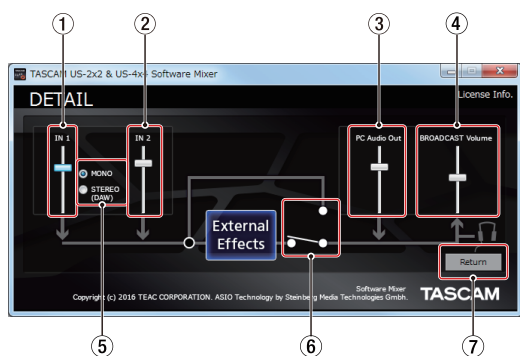 ① ② ③ ④
TASCAM US-2x2 & US-4x4 Software Mixer
DETAIL
License Info.
IN 1
IN 2
PC Audio Out
BROADCAST Volume
MONO
STEREO
(DAW)
External
Effects
Return
Software Mixer
Copyright (c) 2016 TEAC CORPORATION. ASIO Technology by Steinberg Media Technologies Gmbh.
TASCAM
⑤ ⑥ ⑦